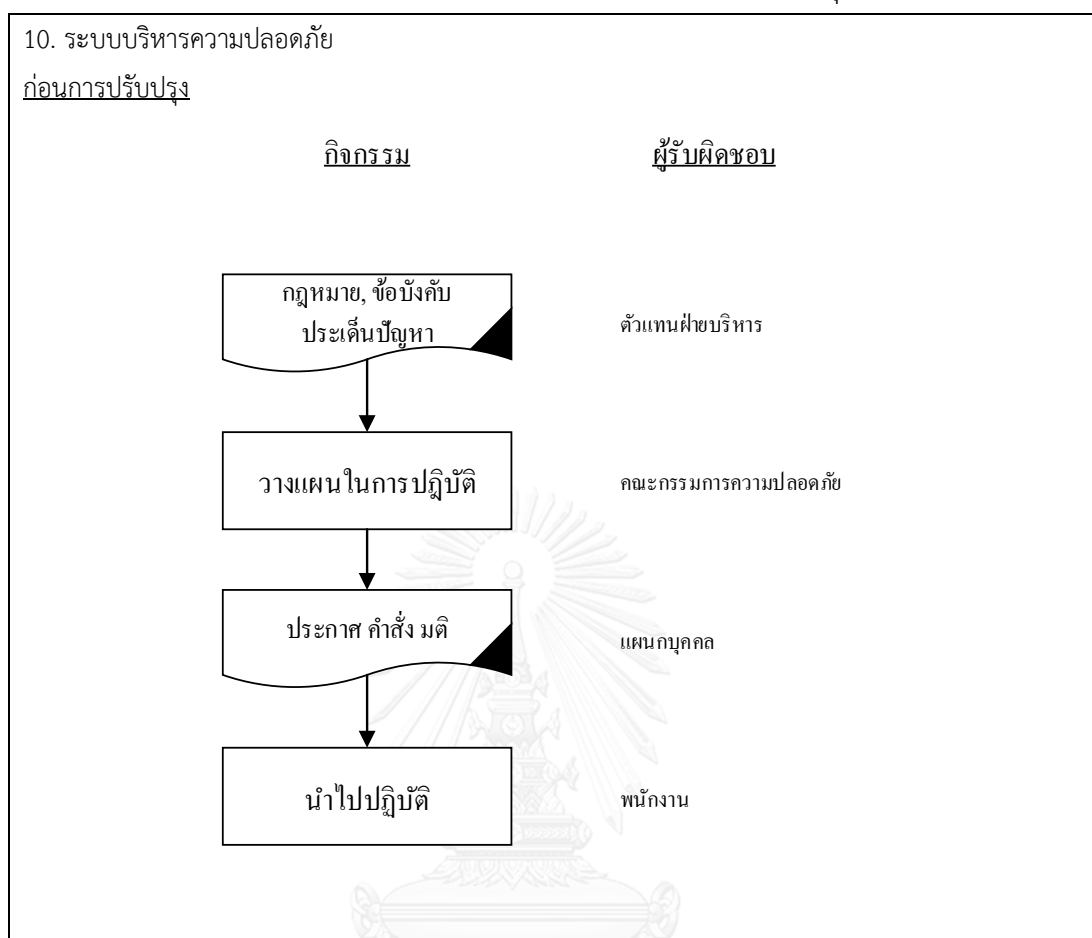 10. ระบบบริหารความปลอดภัย
ก่อนการปรับปรุง
กิจกรรม ผู้รับผิดชอบ
กฎหมาย, ข้อบังคับ
ประเด็นปัญหา
ตัวแทนฝ่ายบริหาร
วางแผนในการปฎิบัติ คณะกรรมการความปลอดภัย
ประกาศ คำสั่ง มติ
แผนกบุคคล
นำไปปฏิบัติ พนักงาน